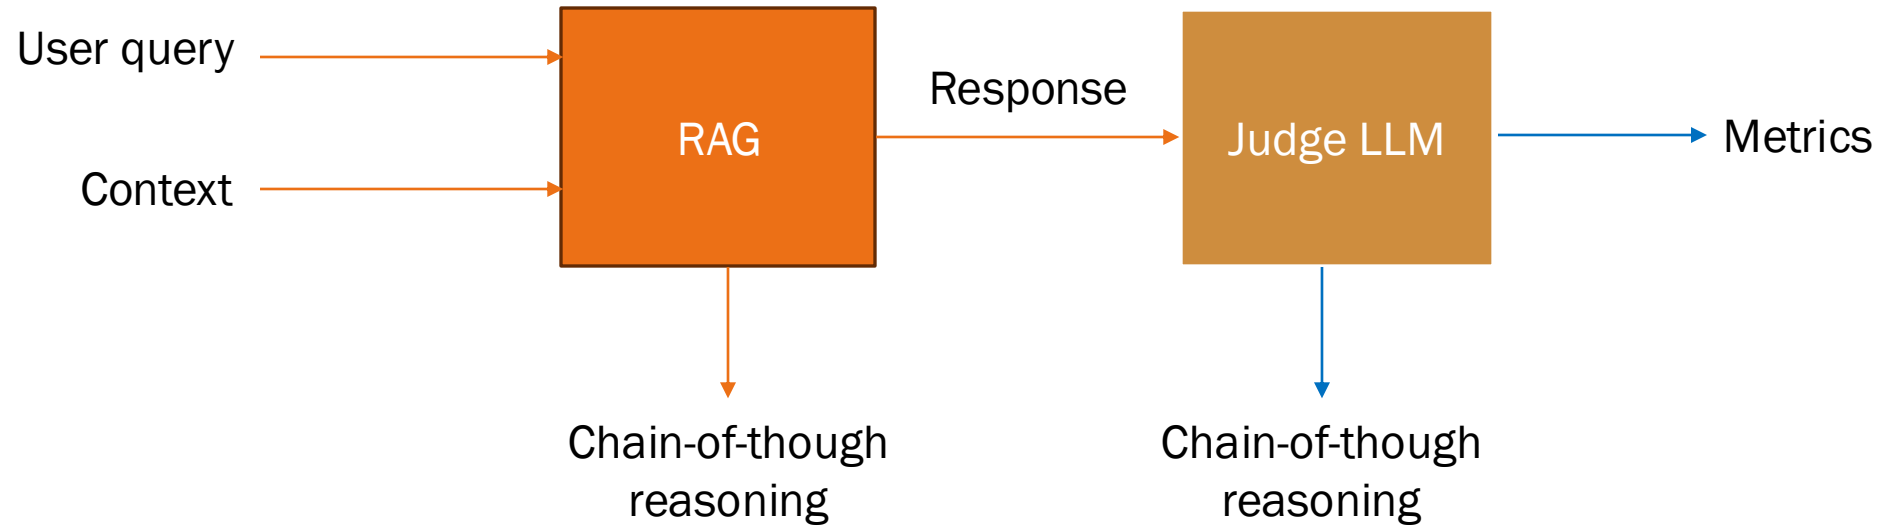 User query
Context
RAG
Response
Judge LLM
Metrics
Chain-of-though
reasoning
Chain-of-though
reasoning